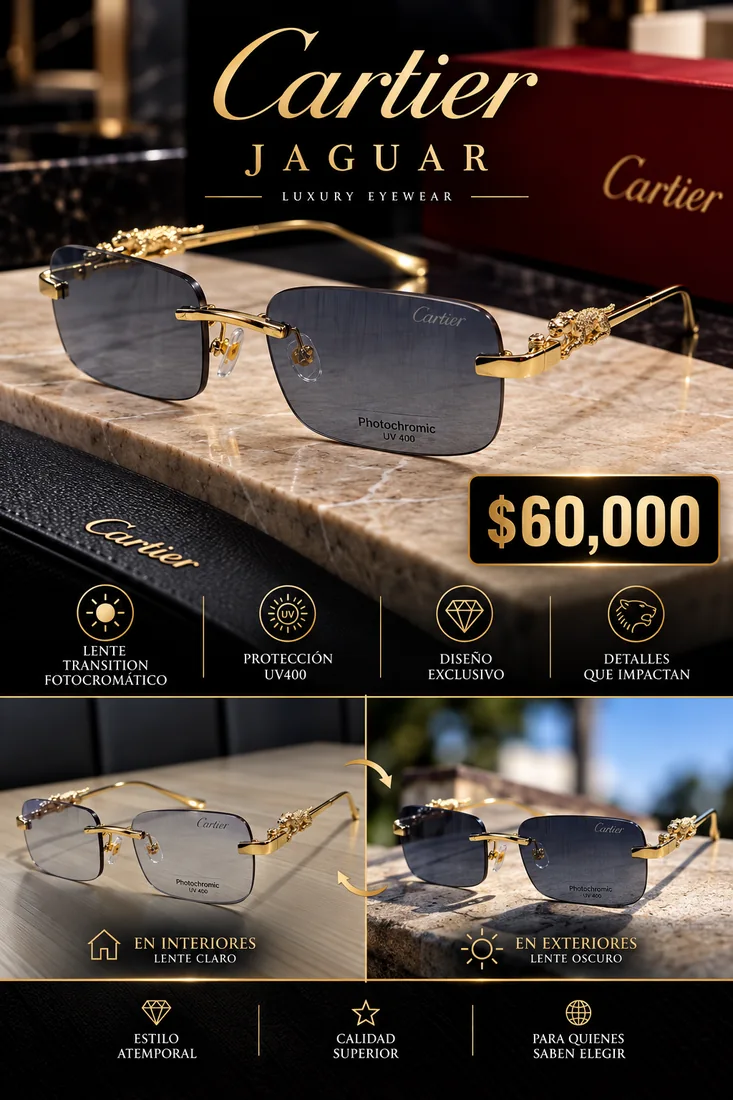 Cartier
JAGUAR
LUXURY EYEWEAR
Cartier
Cartier
Photochromic
UV 400
$60,000
Cartier
LENTE
TRANSITION
FOTOCROMÁTICO
UV
PROTECCIÓN
UV400
DISEÑO
EXCLUSIVO
DETALLES
QUE IMPACTAN
Cartier
Photochromic
UV 400
EN INTERIORES
LENTE CLARO
Cartier
Photochromic
UV 400
EN EXTERIORES
LENTE OSCURO
ESTILO
ATEMPORAL
CALIDAD
SUPERIOR
PARA QUIENES
SABEN ELEGIR